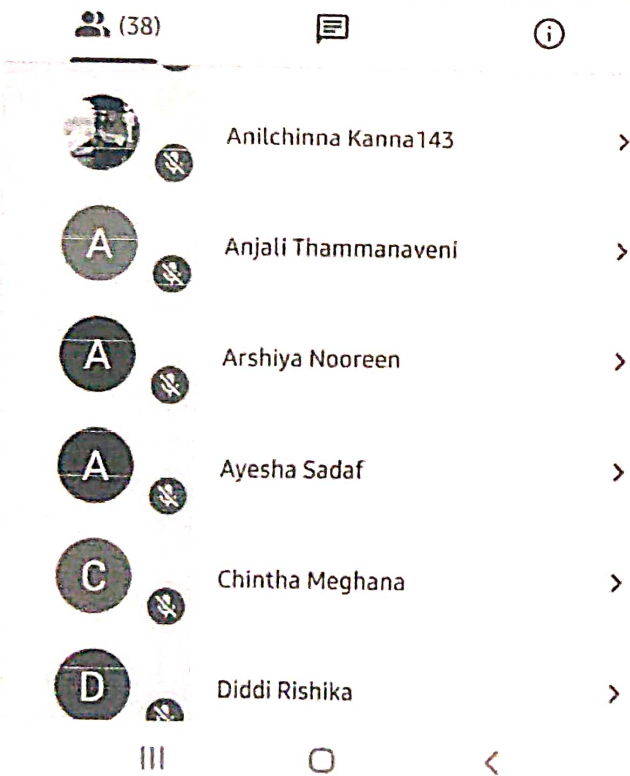 (38)
Anilchinna Kanna143
A
Anjali Thammanaveni
A
Arshiya Nooreen
A
Ayesha Sadaf
C
Chintha Meghana
D
Diddi Rishika